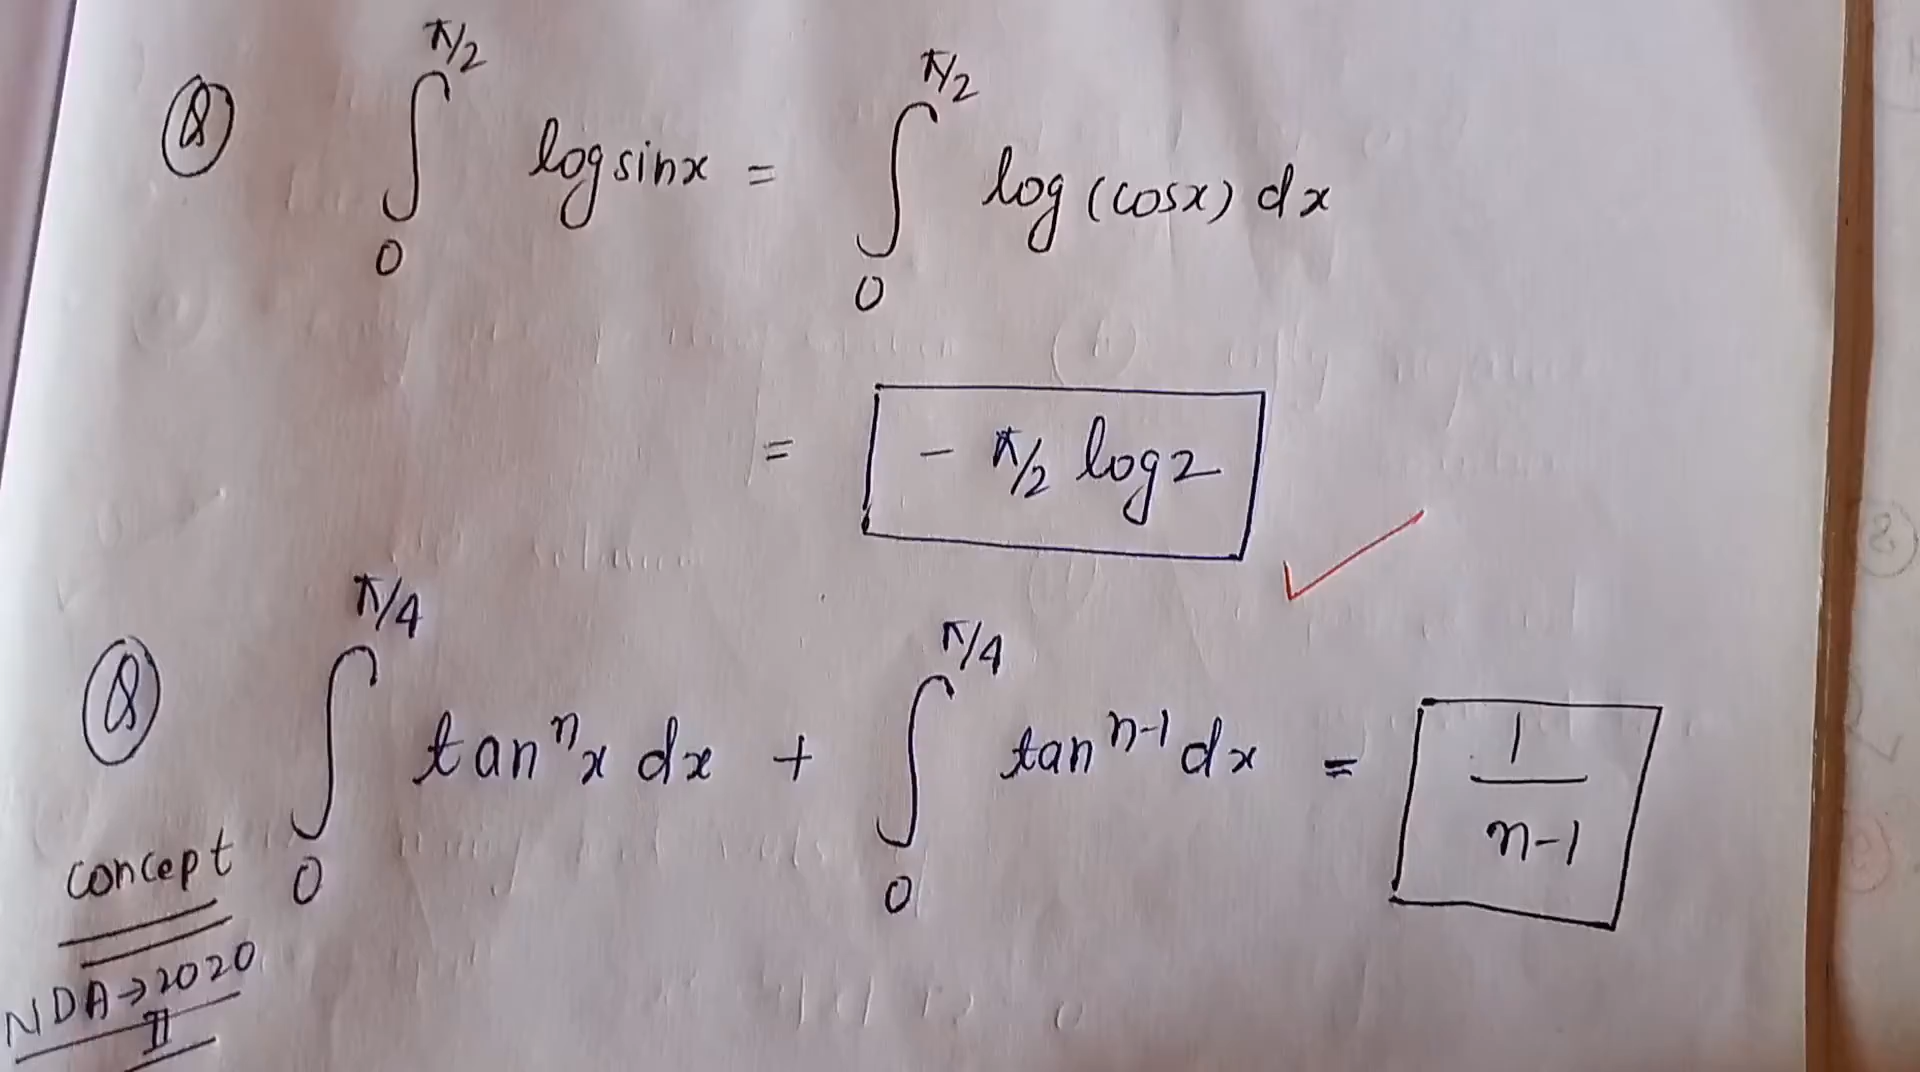 Q ∫₀^π/2 log sinx = ∫₀^π/2 log (cosx) dx
= - π/2 log2
Q ∫₀^π/4 tanⁿx dx + ∫₀^π/4 tan^n-1 dx = 1/n-1
concept
NDA→2020
II